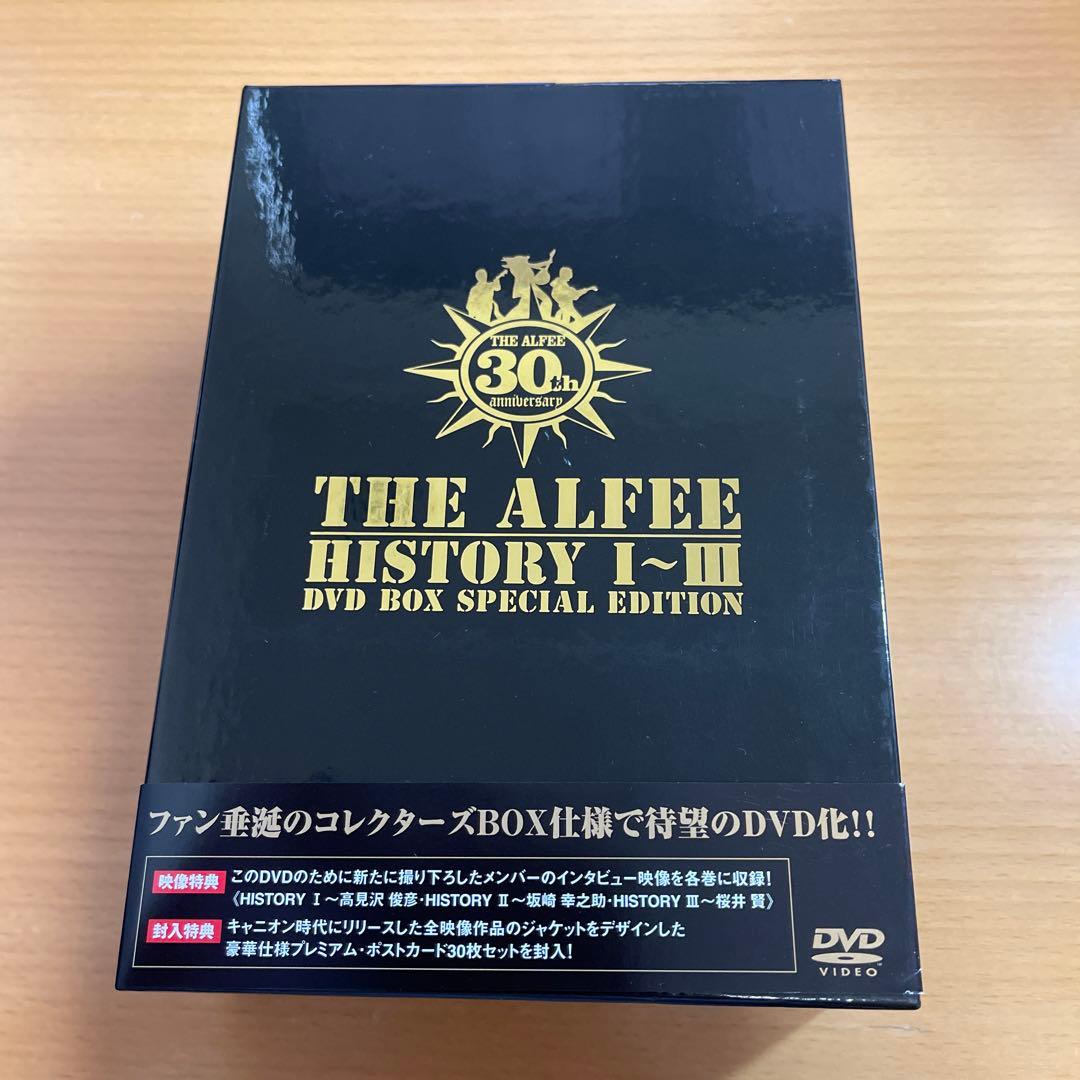 THE ALFEE
30th
anniversary
THE ALFEE
HISTORY I~III
DVD BOX SPECIAL EDITION
ファン垂涎のコレクターズBOX仕様で待望のDVD化!!
映像特典 このDVDのために新たに撮り下ろしたメンバーのインタビュー映像を各巻に収録!
《HISTORY Ⅰ~高見沢 俊彦・HISTORY Ⅱ~坂崎 幸之助・HISTORY Ⅲ~桜井 賢》
封入特典 キャニオン時代にリリースした全映像作品のジャケットをデザインした
豪華仕様プレミアム・ポストカード30枚セットを封入!
DVD
VIDEO™